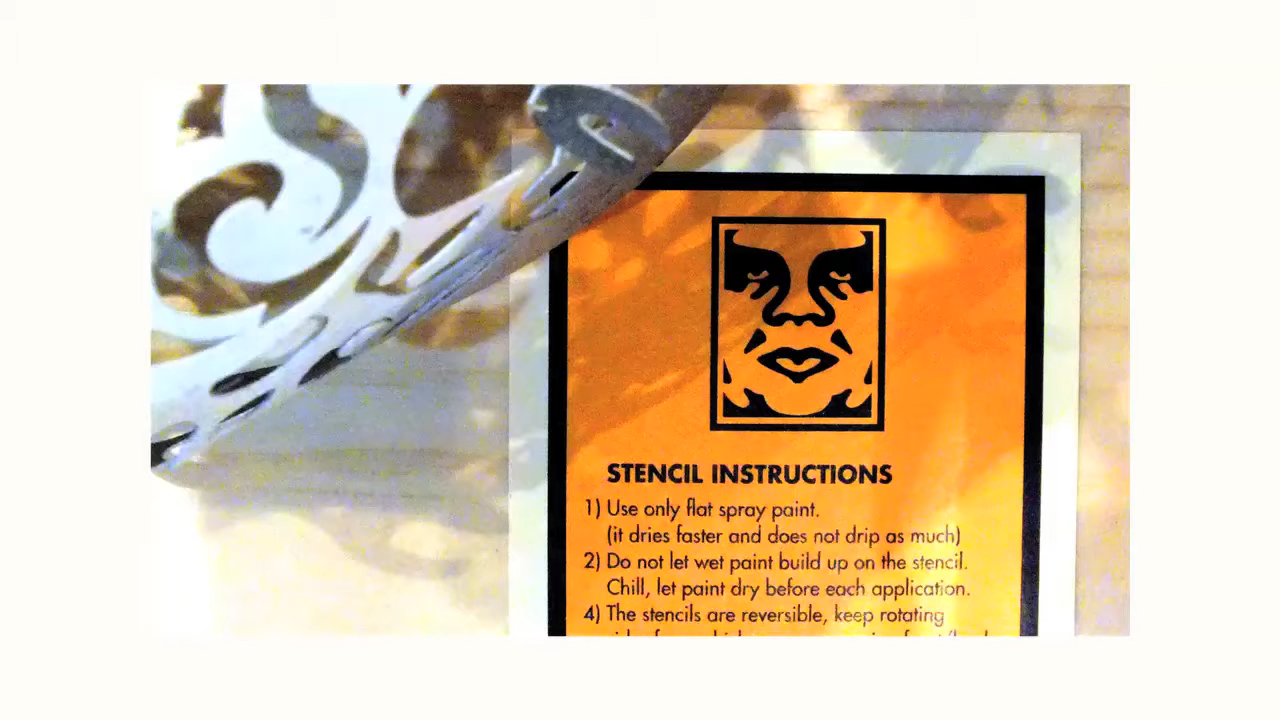 STENCIL INSTRUCTIONS
1) Use only flat spray paint.
(it dries faster and does not drip as much)
2) Do not let wet paint build up on the stencil.
Chill, let paint dry before each application.
4) The stencils are reversible, keep rotating